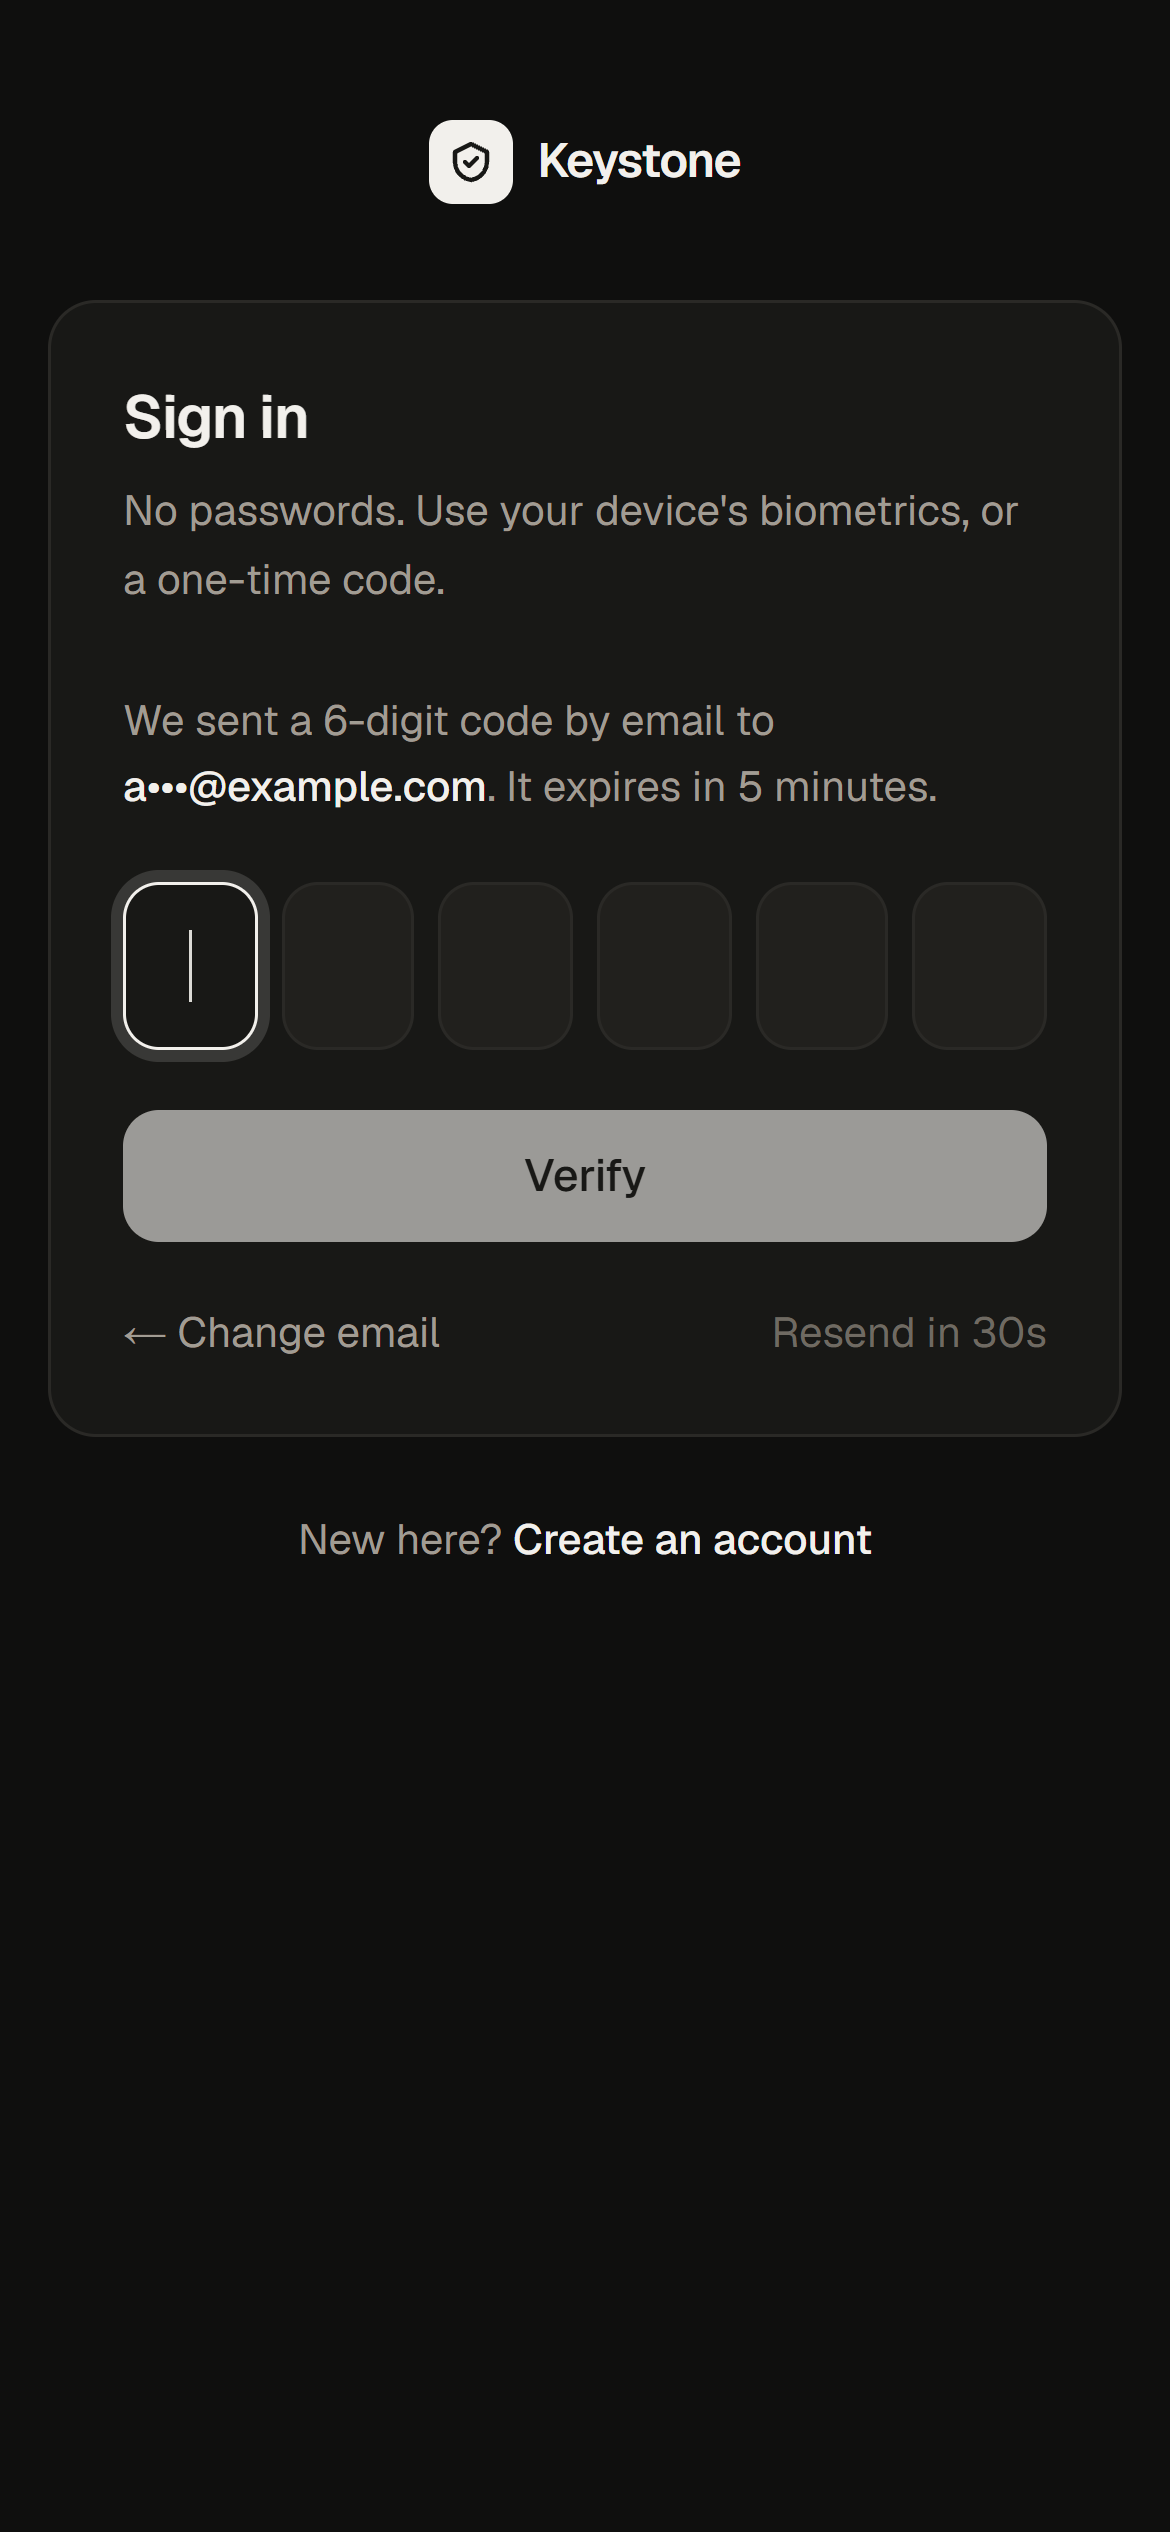 Keystone
Sign in
No passwords. Use your device's biometrics, or
a one-time code.
We sent a 6-digit code by email to
a•••@example.com. It expires in 5 minutes.
Verify
← Change email
Resend in 30s
New here? Create an account